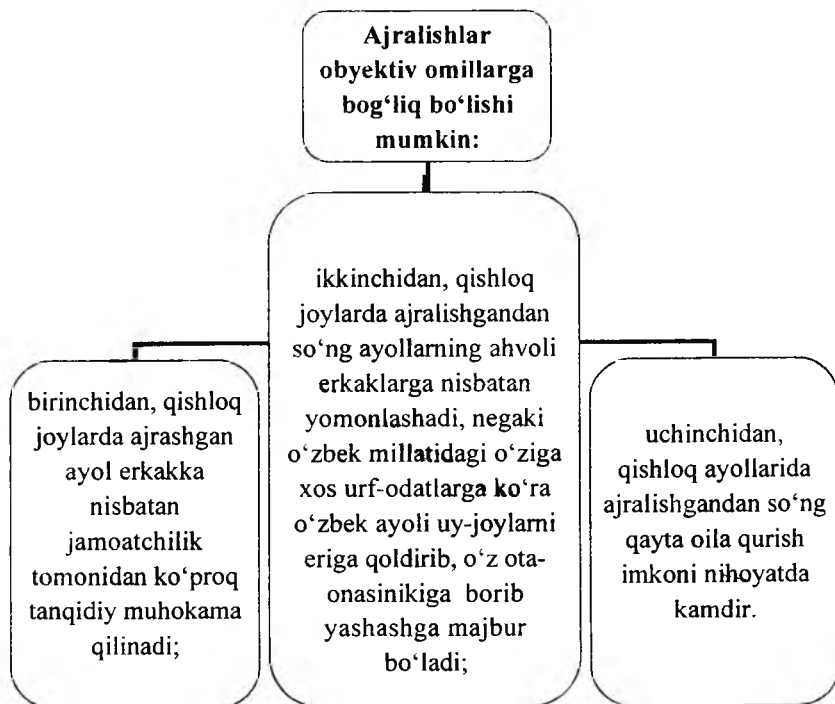 Ajralishlar
obyektiv omillarga
bog‘liq bo‘lishi
mumkin:
birinchidan, qishloq
joylarda ajrashgan
ayol erkakka
nisbatan
jamoatchilik
tomonidan ko‘proq
tanqidiy muhokama
qilinadi;
ikkinchidan, qishloq
joylarda ajralishgandan
so‘ng ayollarning ahvoli
erkaklarga nisbatan
yomonlashadi, negaki
o‘zbek millatidagi o‘ziga
xos urf-odatlarga ko‘ra
o‘zbek ayoli uy-joylarni
eriga qoldirib, o‘z ota-
onasinikiga borib
yashashga majbur
bo‘ladi;
uchinchidan,
qishloq ayollarida
ajralishgandan so‘ng
qayta oila qurish
imkoni nihoyatda
kamdir.